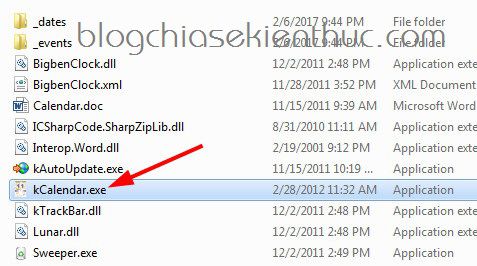 _dates 2/6/2017 9:44 PM File folder
_events 2/6/2017 9:44 PM File folder
blogchiasekienthuc.com
BigbenClock.dll 12/2/2011 2:48 PM Application exte
BigbenClock.xml 11/28/2011 3:52 PM XML Document
Calendar.doc 11/15/2011 9:39 AM Microsoft Word
ICSharpCode.SharpZipLib.dll 8/31/2010 11:11 AM Application exte
Interop.Word.dll 2/19/2001 9:12 PM Application exte
kAutoUpdate.exe 11/15/2011 10:19 ... Application
kCalendar.exe 2/28/2012 11:32 AM Application
kTrackBar.dll 12/2/2011 2:48 PM Application exte
Lunar.dll 12/2/2011 2:48 PM Application exte
Sweeper.exe 12/2/2011 2:49 PM Application